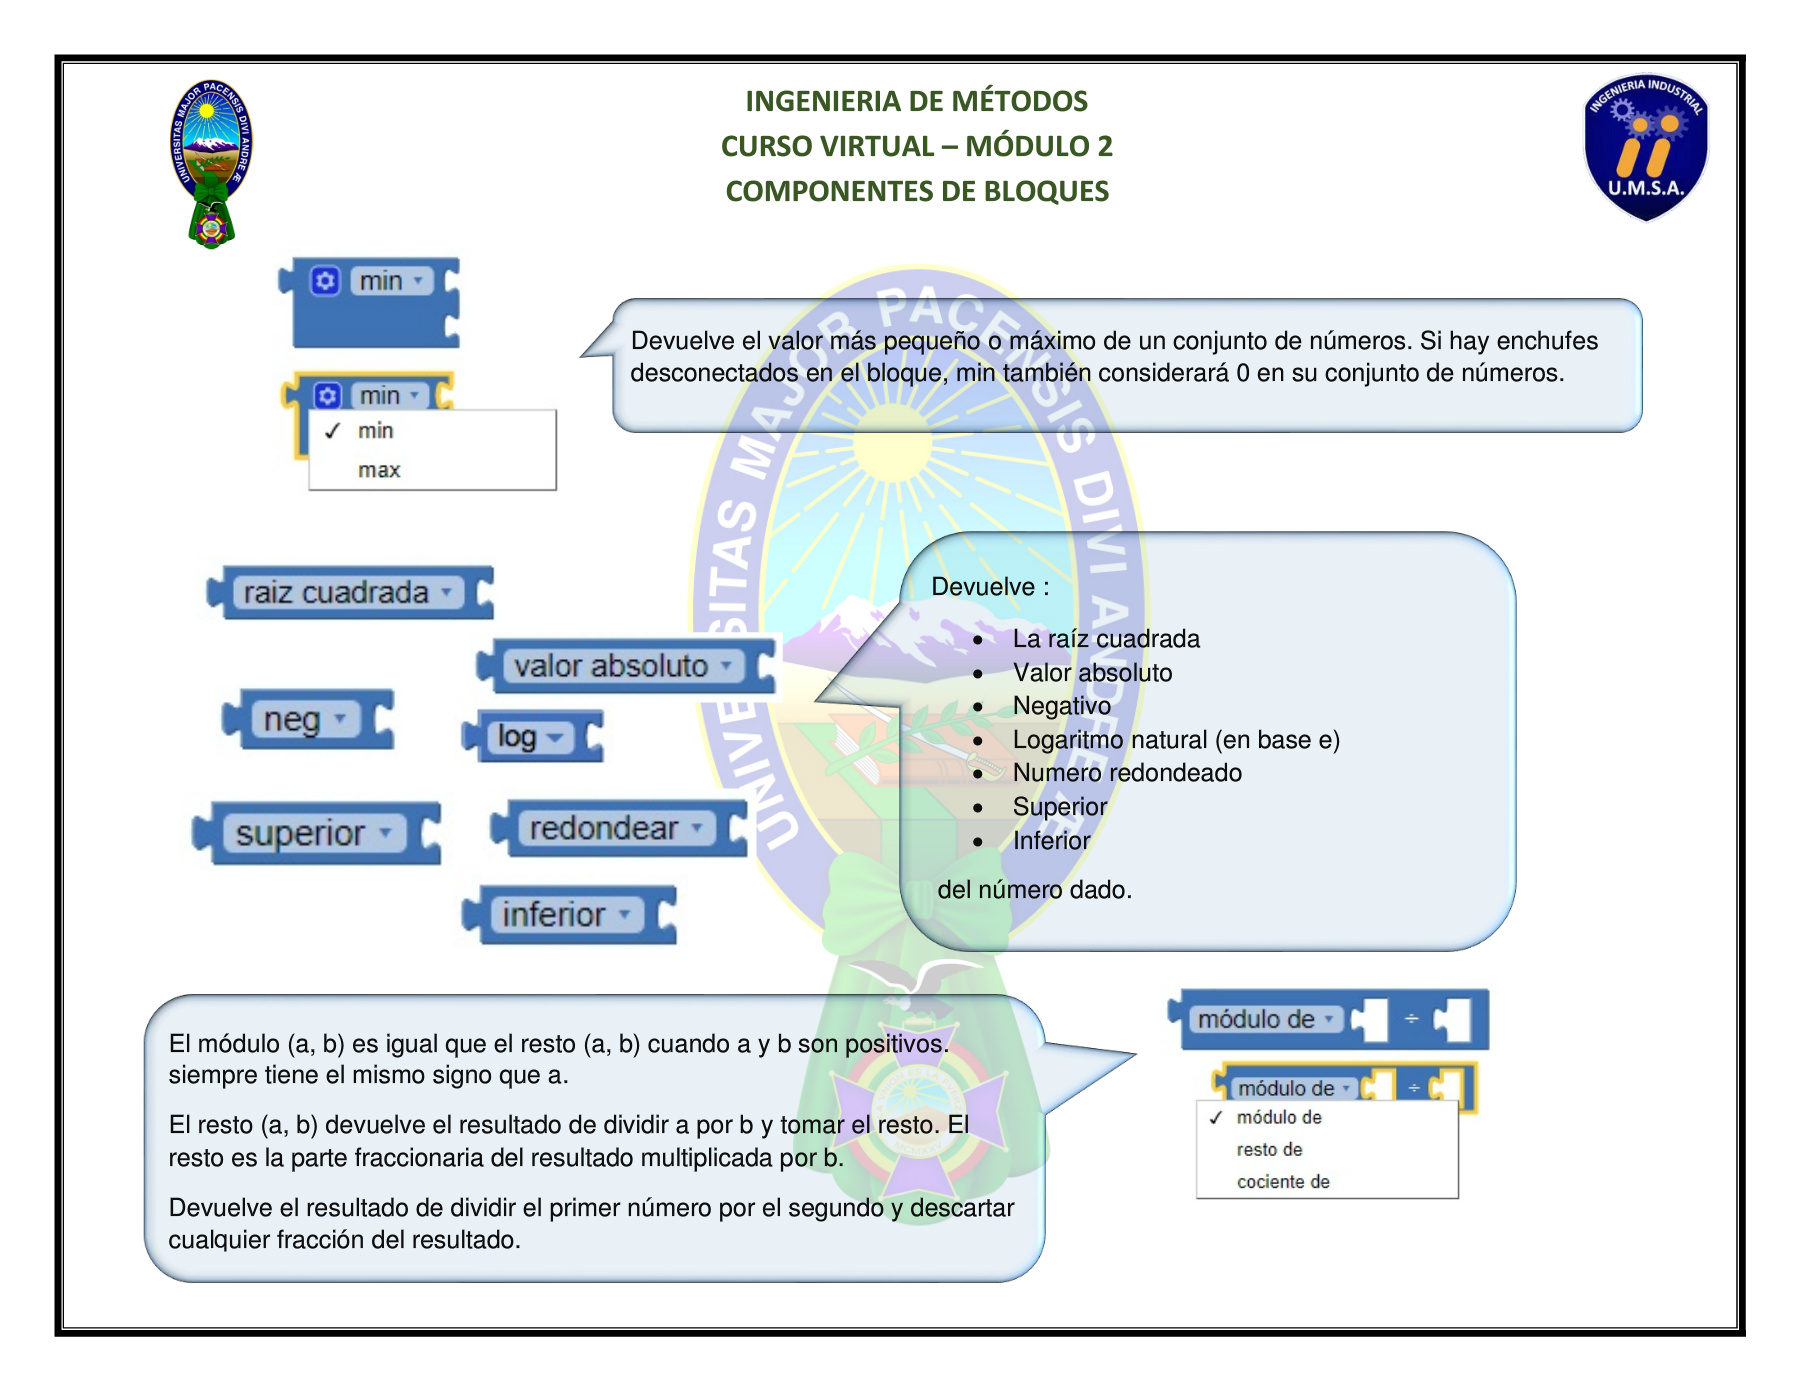 INGENIERIA DE MÉTODOS
CURSO VIRTUAL – MÓDULO 2
COMPONENTES DE BLOQUES
UNIVERSITAS MAJOR PACENSIS DIVI ANDRE Æ
INGENIERIA INDUSTRIAL
U.M.S.A.
min
min
✓ min
max
Devuelve el valor más pequeño o máximo de un conjunto de números. Si hay enchufes
desconectados en el bloque, min también considerará 0 en su conjunto de números.
UNIVERSITAS MAJOR PACENSIS DIVI ANDRE Æ
raiz cuadrada
valor absoluto
neg
log
superior
redondear
inferior
Devuelve :
• La raíz cuadrada
• Valor absoluto
• Negativo
• Logaritmo natural (en base e)
• Numero redondeado
• Superior
• Inferior
del número dado.
El módulo (a, b) es igual que el resto (a, b) cuando a y b son positivos.
siempre tiene el mismo signo que a.
El resto (a, b) devuelve el resultado de dividir a por b y tomar el resto. El
resto es la parte fraccionaria del resultado multiplicada por b.
Devuelve el resultado de dividir el primer número por el segundo y descartar
cualquier fracción del resultado.
módulo de ÷
módulo de ÷
✓ módulo de
resto de
cociente de